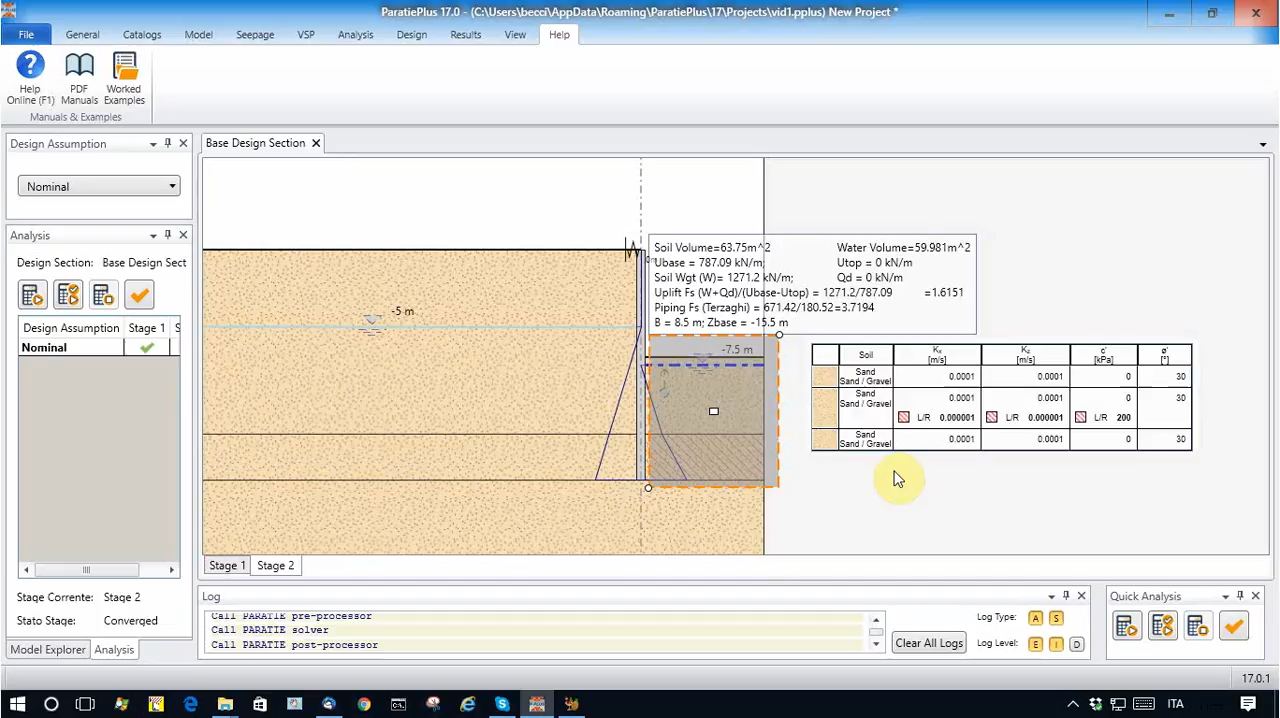 ParatiePlus 17.0 - (C:\Users\becci\AppData\Roaming\ParatiePlus\17\Projects\vid1.pplus) New Project *
File General Catalogs Model Seepage VSP Analysis Design Results View Help
Help Online (F1)
PDF Manuals
Worked Examples
Manuals & Examples
Design Assumption
Nominal
Analysis
Design Section: Base Design Sect
Design Assumption Stage 1 S
Nominal
Stage Corrente: Stage 2
Stato Stage: Converged
Model Explorer Analysis
Base Design Section
-5 m
Soil Volume=63.75m^2 Water Volume=59.981m^2
Ubase = 787.09 kN/m; Utop = 0 kN/m
Soil Wgt (W)= 1271.2 kN/m; Qd = 0 kN/m
Uplift Fs (W+Qd)/(Ubase-Utop) = 1271.2/787.09 =1.6151
Piping Fs (Terzaghi) = 671.42/180.52=3.7194
B = 8.5 m; Zbase = -15.5 m
-7.5 m
Soil Kx [m/s] Kz [m/s] c' [kPa] ø' [°]
Sand Sand / Gravel 0.0001 0.0001 0 30
Sand Sand / Gravel 0.0001 0.0001 0 30
L/R 0.000001 L/R 0.000001 L/R 200
Sand Sand / Gravel 0.0001 0.0001 0 30
Stage 1 Stage 2
Log
Call PARATIE pre-processor
Call PARATIE solver
Call PARATIE post-processor
Log Type: A S
Clear All Logs
Log Level: E I D
Quick Analysis
17.0.1
ITA